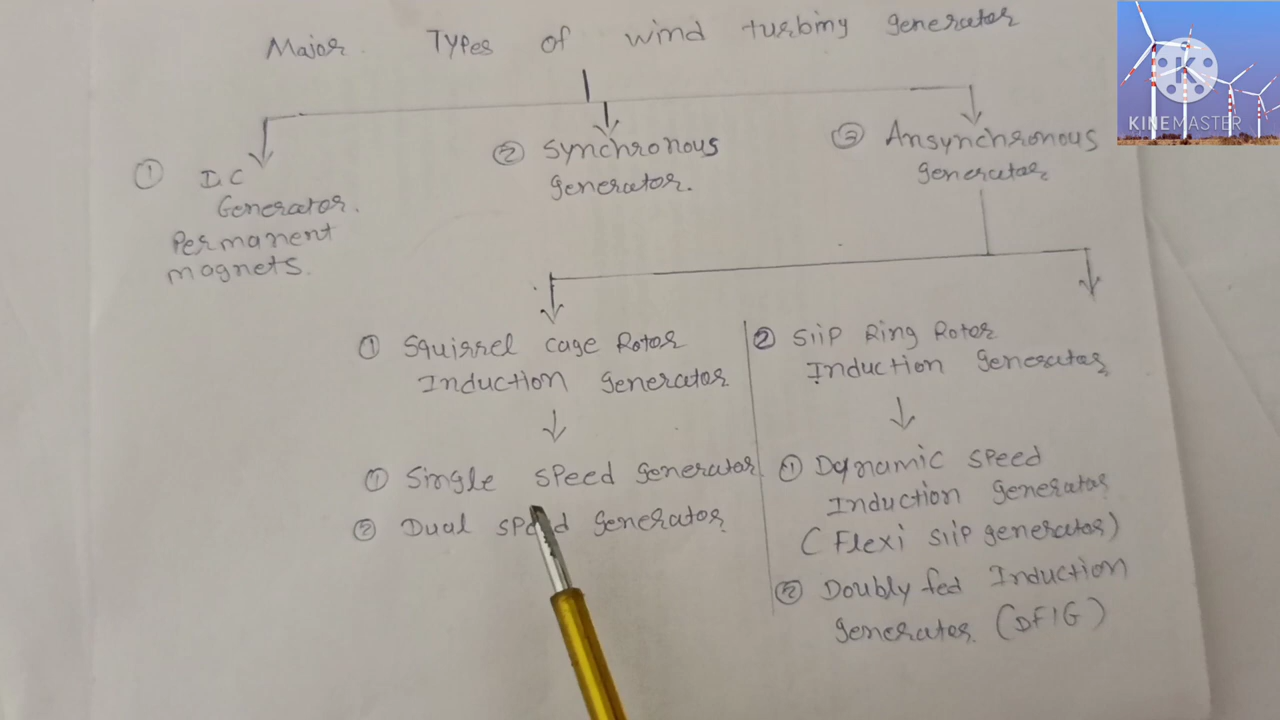 Major Types of wind turbing generator
① D.C
Generator.
Permanent
magnets.
② Synchronous
generator.
③ Ansynchronous
generator
① Squirrel cage Rotor
Induction generator
① Single speed generator
② Dual speed generator
② Slip Ring Rotor
Induction generator
① Dynamic speed
Induction generator
(Flexi slip generator)
② Doubly fed Induction
generator. (DFIG)
K
KINEMASTER